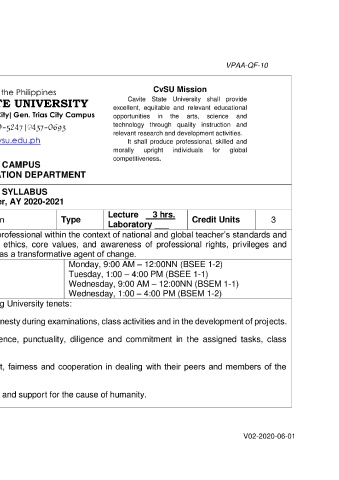 VPAA-QF-10
the Philippines
TE UNIVERSITY
City| Gen. Trias City Campus
-5247|437-0693
vsu.edu.ph
CvSU Mission
Cavite State University shall provide
excellent, equitable and relevant educational
opportunities in the arts, science and
technology through quality instruction and
relevant research and development activities.
It shall produce professional, skilled and
morally upright individuals for global
competitiveness.
CAMPUS
ATION DEPARTMENT
SYLLABUS
er, AY 2020-2021
n Type Lecture 3 hrs. Credit Units 3
Laboratory ___
professional within the context of national and global teacher's standards and
ethics, core values, and awareness of professional rights, privileges and
as a transformative agent of change.
Monday, 9:00 AM – 12:00NN (BSEE 1-2)
Tuesday, 1:00 – 4:00 PM (BSEE 1-1)
Wednesday, 9:00 AM – 12:00NN (BSEM 1-1)
Wednesday, 1:00 – 4:00 PM (BSEM 1-2)
ng University tenets:
nesty during examinations, class activities and in the development of projects.
ence, punctuality, diligence and commitment in the assigned tasks, class
t, fairness and cooperation in dealing with their peers and members of the
and support for the cause of humanity.
V02-2020-06-01